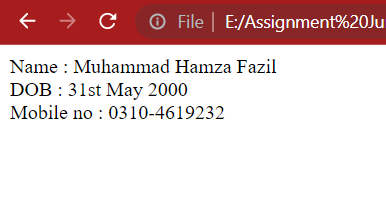 File | E:/Assignment%20Ju
Name : Muhammad Hamza Fazil
DOB : 31st May 2000
Mobile no : 0310-4619232